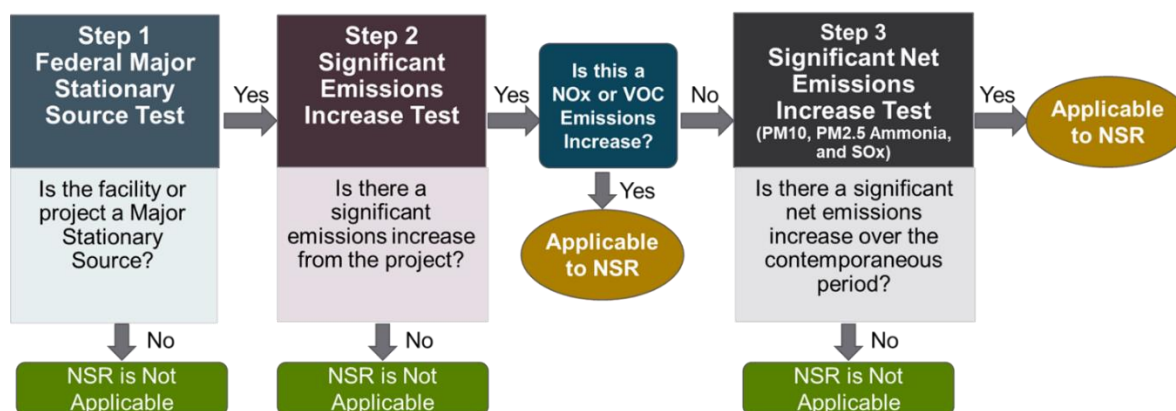 Step 1
Federal Major
Stationary
Source Test
Is the facility or
project a Major
Stationary
Source?
No
NSR is Not
Applicable
Yes
Step 2
Significant
Emissions
Increase Test
Is there a
significant
emissions increase
from the project?
No
NSR is Not
Applicable
Yes
Is this a
NOx or VOC
Emissions
Increase?
Yes
Applicable
to NSR
No
Step 3
Significant Net
Emissions
Increase Test
(PM10, PM2.5 Ammonia,
and SOx)
Is there a significant
net emissions
increase over the
contemporaneous
period?
No
NSR is Not
Applicable
Yes
Applicable
to NSR